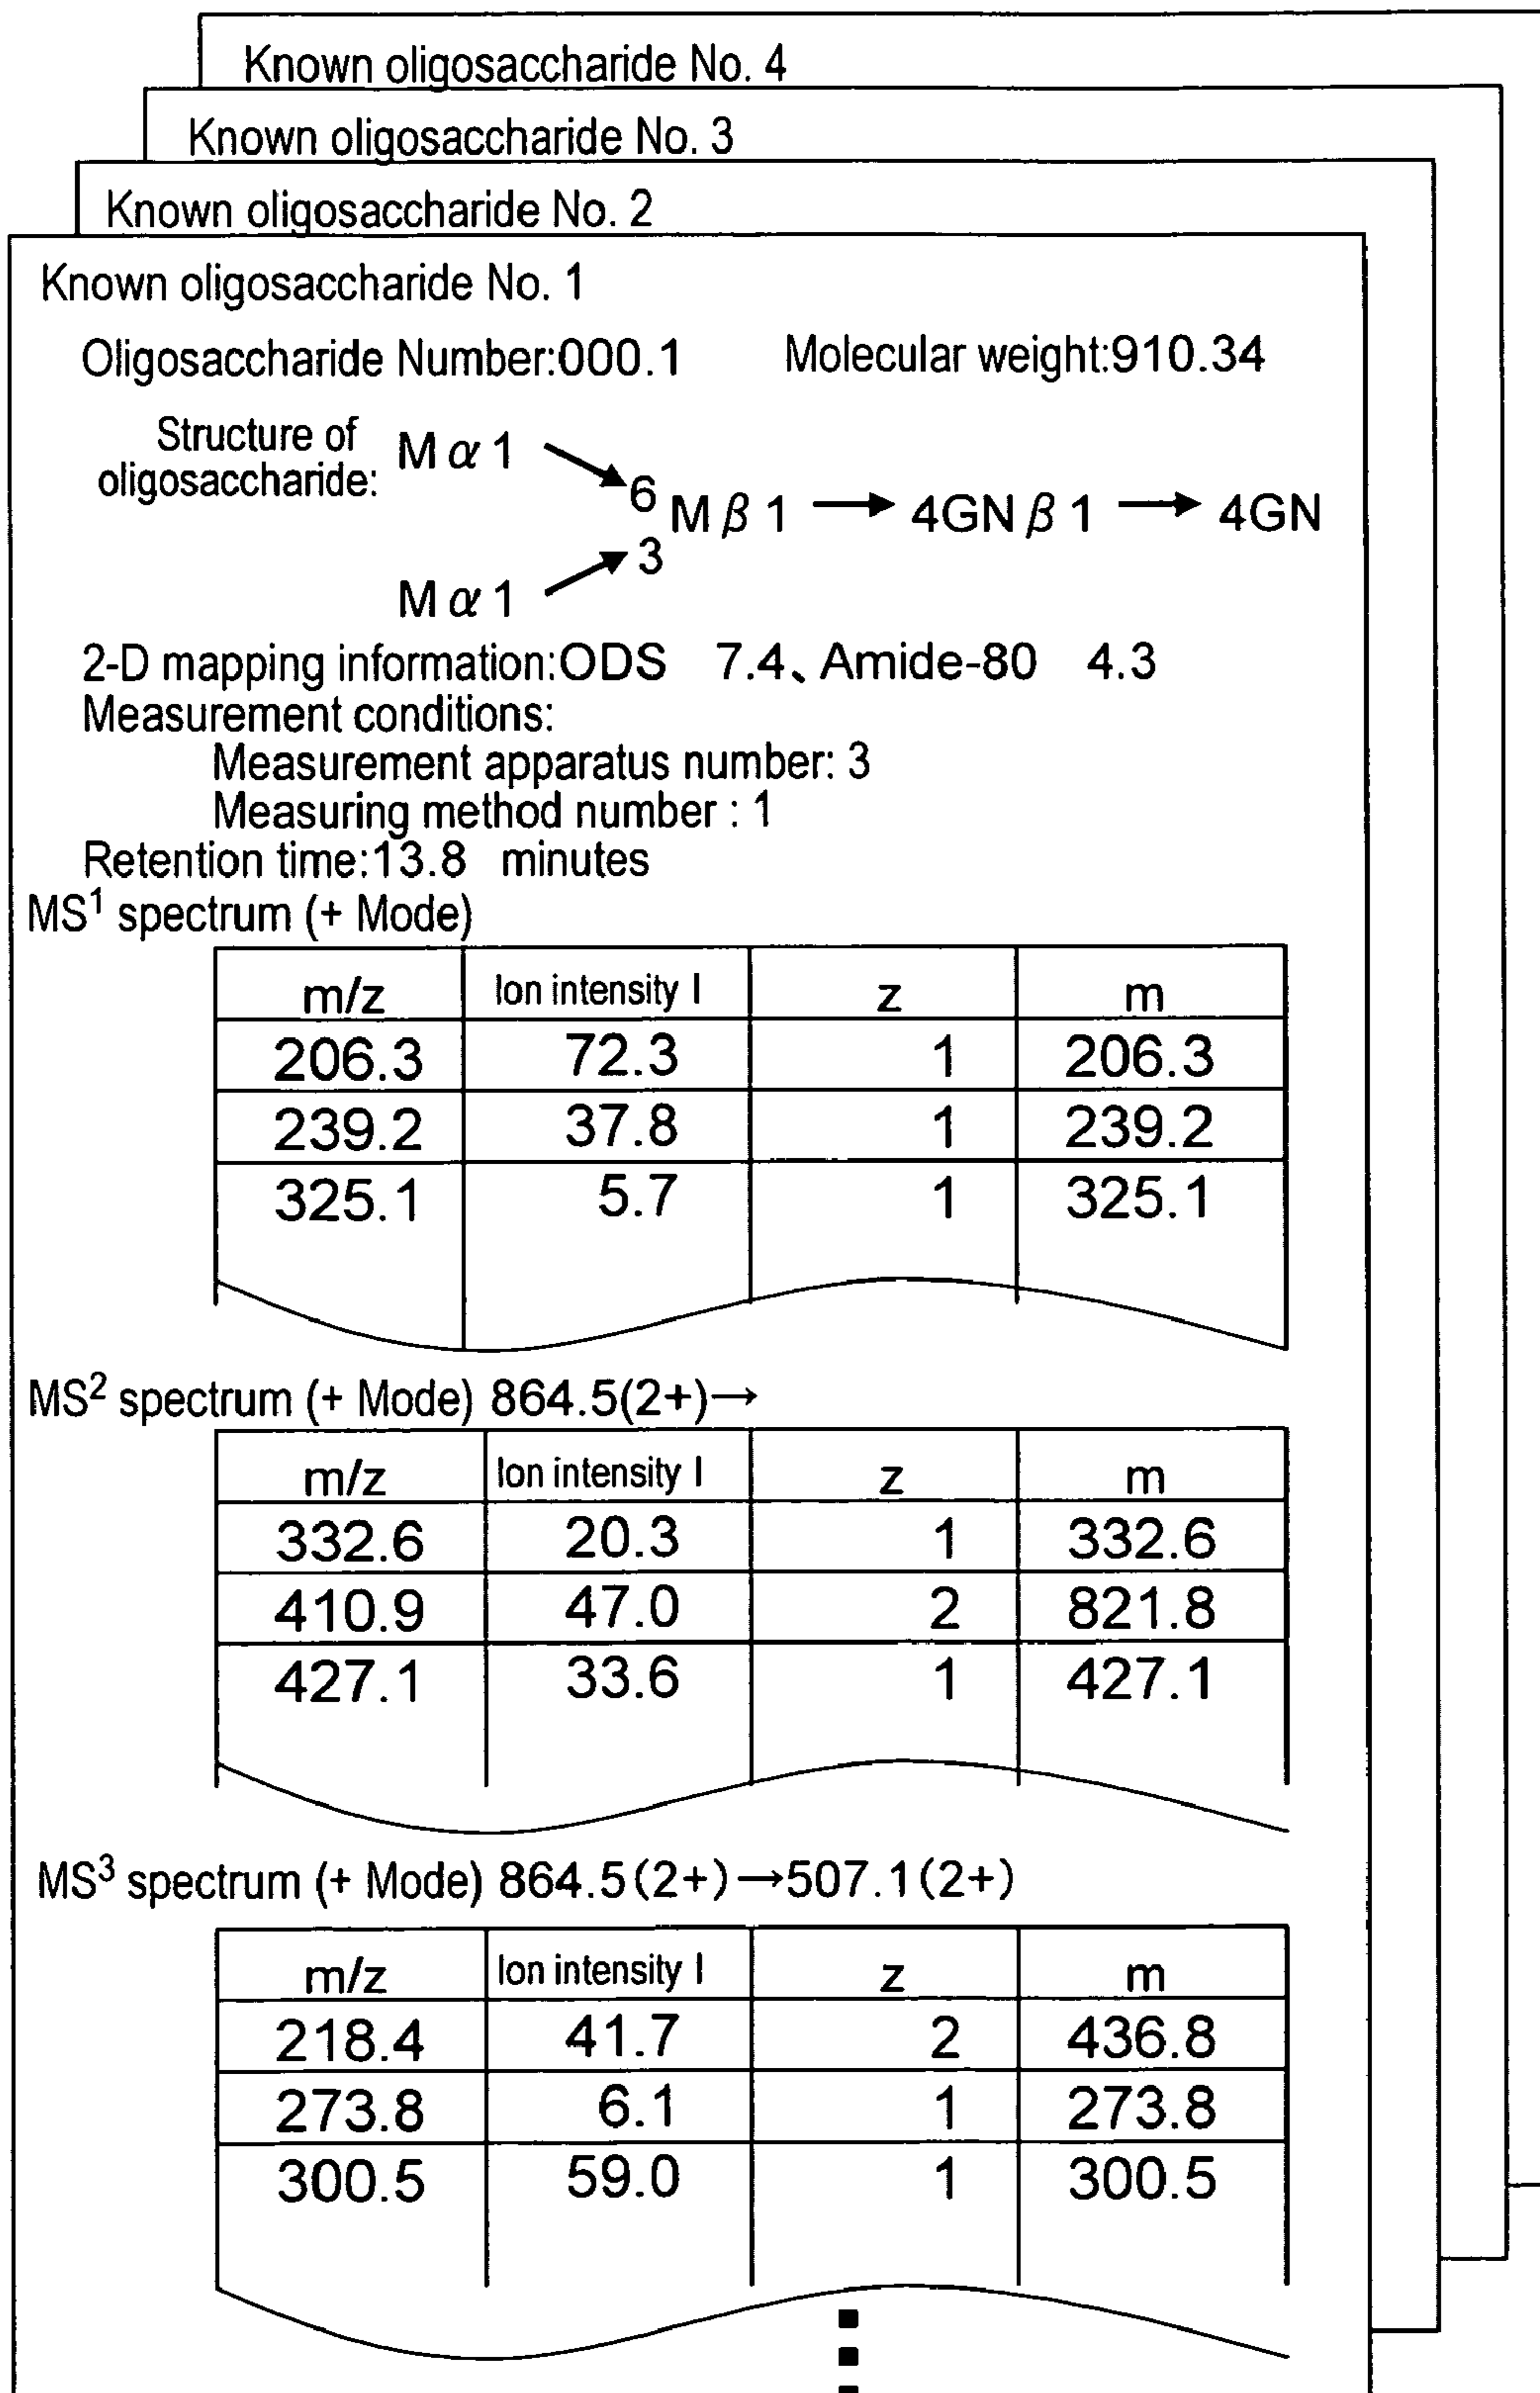 Known oligosaccharide No. 4
Known oligosaccharide No. 3
Known oligosaccharide No. 2
Known oligosaccharide No. 1
Oligosaccharide Number:000.1 Molecular weight:910.34
Structure of oligosaccharide:
M α 1
6
M β 1 → 4GN β 1 → 4GN
3
M α 1
2-D mapping information:ODS 7.4、Amide-80 4.3
Measurement conditions:
Measurement apparatus number: 3
Measuring method number : 1
Retention time:13.8 minutes
MS¹ spectrum (+ Mode)
m/z Ion intensity I z m
206.3 72.3 1 206.3
239.2 37.8 1 239.2
325.1 5.7 1 325.1
MS² spectrum (+ Mode) 864.5(2+)→
m/z Ion intensity I z m
332.6 20.3 1 332.6
410.9 47.0 2 821.8
427.1 33.6 1 427.1
MS³ spectrum (+ Mode) 864.5(2+)→507.1(2+)
m/z Ion intensity I z m
218.4 41.7 2 436.8
273.8 6.1 1 273.8
300.5 59.0 1 300.5